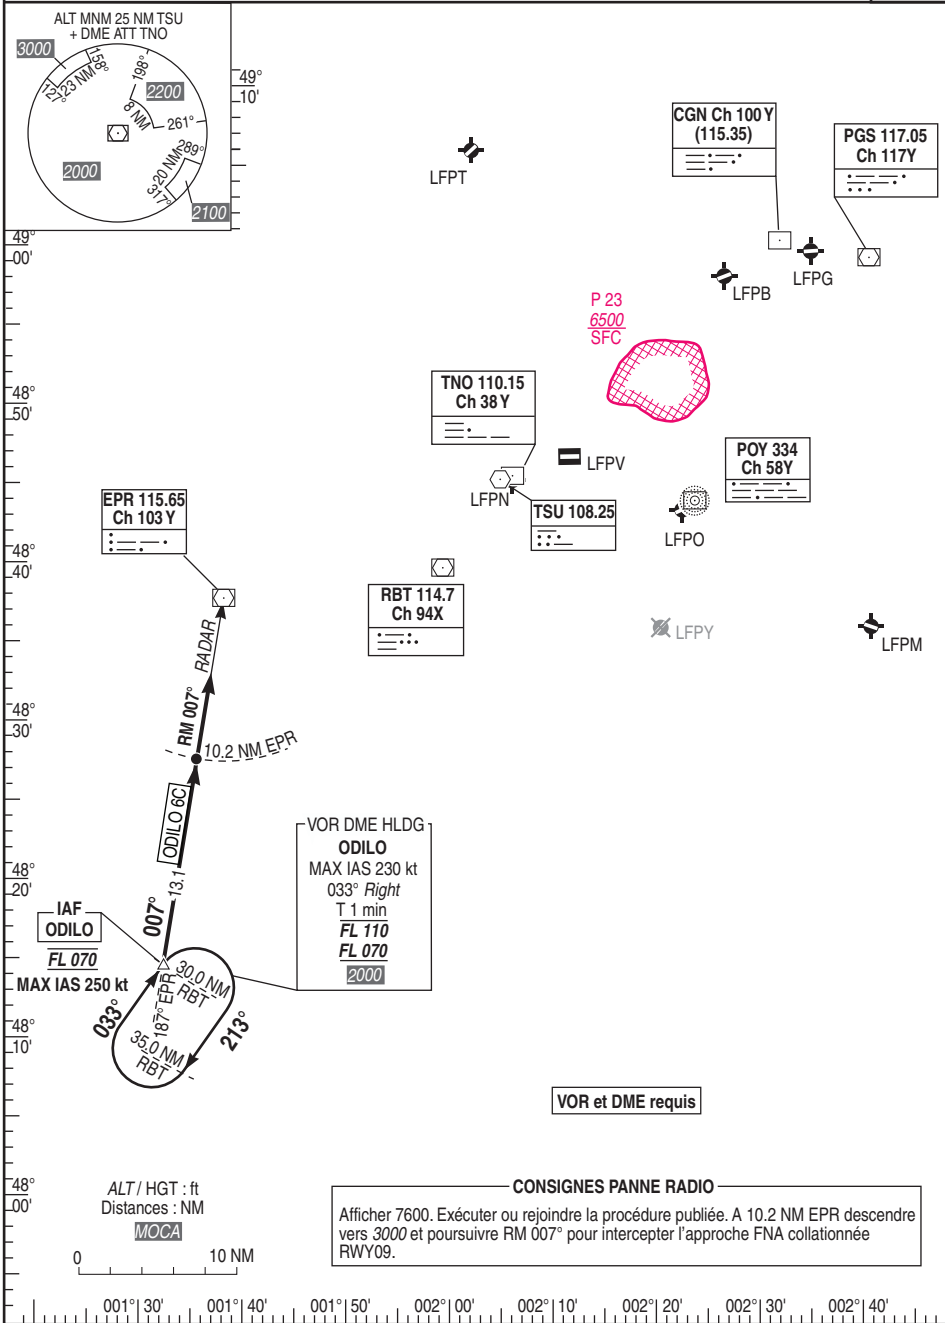 ALT MNM 25 NM TSU
+ DME ATT TNO
3000
158°
127°
23 NM
198°
2200
8 NM
261°
289°
20 NM
317°
2000
2100
49°
10'
49°
00'
48°
50'
48°
40'
48°
30'
48°
20'
48°
10'
48°
00'
LFPT
CGN Ch 100 Y
(115.35)
PGS 117.05
Ch 117Y
LFPG
LFPB
P 23
6500
SFC
TNO 110.15
Ch 38 Y
LFPV
POY 334
Ch 58Y
LFPN
TSU 108.25
LFPO
EPR 115.65
Ch 103 Y
RBT 114.7
Ch 94X
LFPY
LFPM
RADAR
RM 007°
10.2 NM EPR
ODILO 6C
13.1
007°
VOR DME HLDG
ODILO
MAX IAS 230 kt
033° Right
T 1 min
FL 110
FL 070
2000
IAF
ODILO
FL 070
MAX IAS 250 kt
30.0 NM
RBT
187° EPR
033°
213°
35.0 NM
RBT
VOR et DME requis
ALT / HGT : ft
Distances : NM
MOCA
0 10 NM
CONSIGNES PANNE RADIO
Afficher 7600. Exécuter ou rejoindre la procédure publiée. A 10.2 NM EPR descendre
vers 3000 et poursuivre RM 007° pour intercepter l'approche FNA collationnée
RWY09.
001° 30' 001° 40' 001° 50' 002° 00' 002° 10' 002° 20' 002° 30' 002° 40'